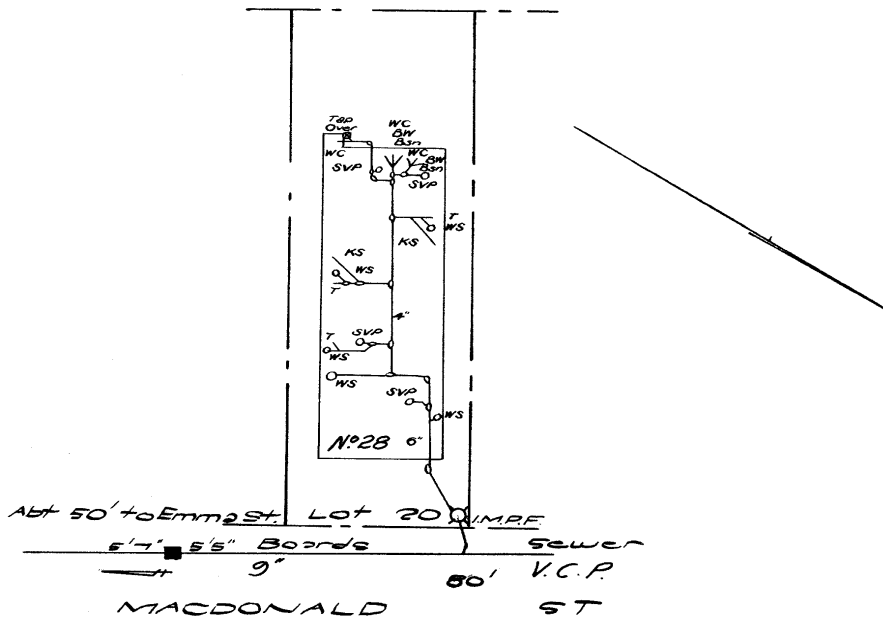 Tap
Over
WC
BW
Bsn
WC
WC
BW
Bsn
SVP
SVP
T
WS
KS
KS
WS
T
4"
T
SVP
WS
WS
SVP
WS
Nº 28 6"
Abt 50' to Emma St. Lot 20 I.M.P.F.
5'5" Boards Sewer
9" 80' V.C.P.
MACDONALD ST